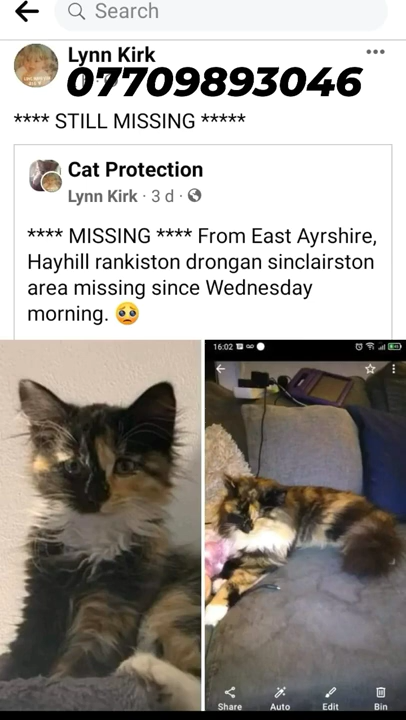 Search
Lynn Kirk
07709893046
**** STILL MISSING *****
Cat Protection
Lynn Kirk · 3 d ·
**** MISSING **** From East Ayrshire,
Hayhill rankiston drongan sinclairston
area missing since Wednesday
morning. 🥺
16:02
Share Auto Edit Bin